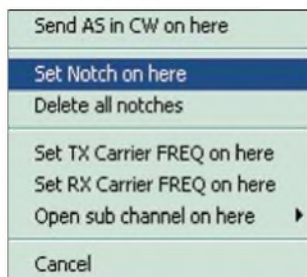 Send AS in CW on here
Set Notch on here
Delete all notches
Set TX Carrier FREQ on here
Set RX Carrier FREQ on here
Open sub channel on here
Cancel